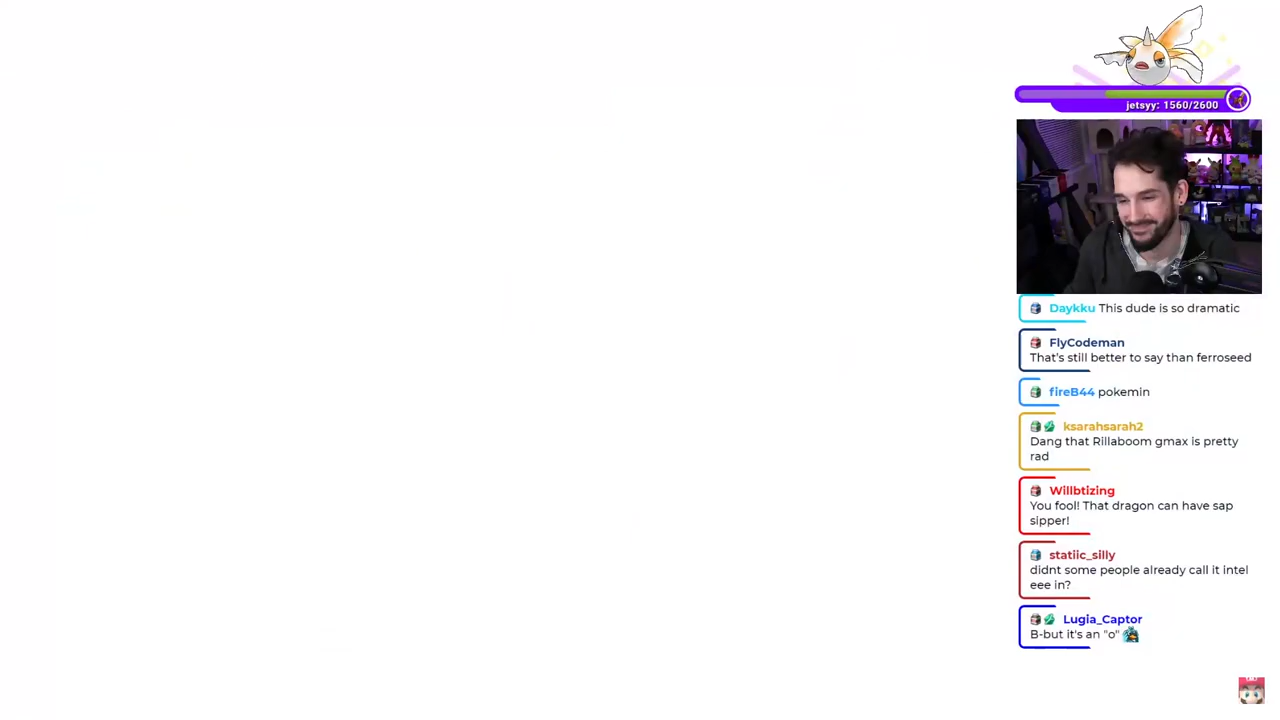 jetsyy: 1560/2600
Daykku This dude is so dramatic
FlyCodeman
That's still better to say than ferroseed
fireB44 pokemin
ksarahsarah2
Dang that Rillaboom gmax is pretty
rad
Willbtizing
You fool! That dragon can have sap
sipper!
statiic_silly
didnt some people already call it intel
eee in?
Lugia_Captor
B-but it's an "o"